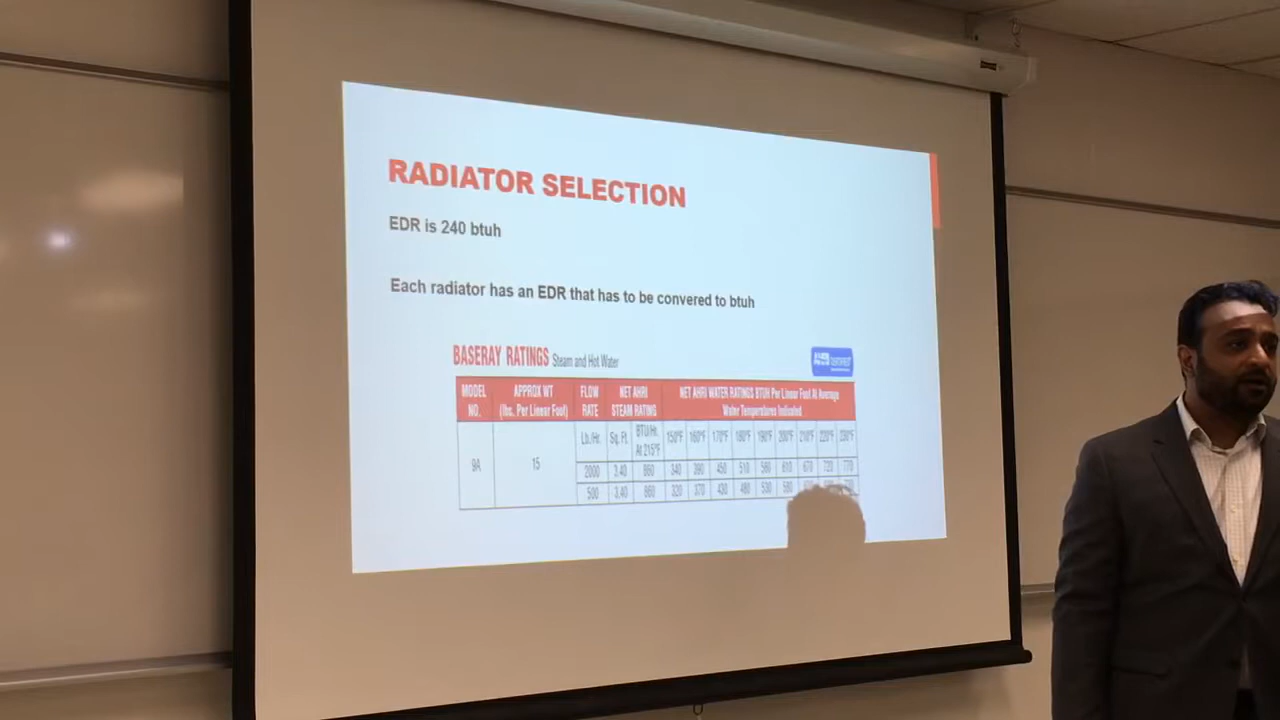 RADIATOR SELECTION
EDR is 240 btuh
Each radiator has an EDR that has to be convered to btuh
BASERAY RATINGS Steam and Hot Water
MODEL NO. APPROX WT (lbs. Per Linear Foot) FLOW RATE NET AHRI STEAM RATING NET AHRI WATER RATINGS BTUH Per Linear Foot At Average Water Temperatures Indicated
Lb./Hr. Sq. Ft. BTU/Hr. At 215°F 150°F 160°F 170°F 180°F 190°F 200°F 210°F 220°F 230°F
9A 15
2000 3.40 860 340 390 450 510 560 610 670 720 770
500 3.40 860 320 370 430 480 530 580